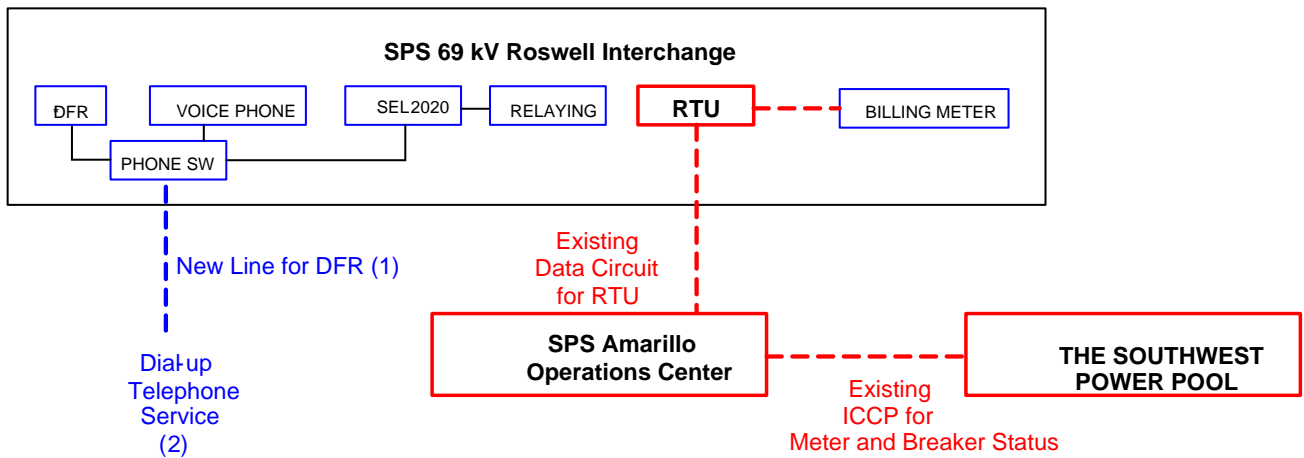 SPS 69 kV Roswell Interchange
DFR
VOICE PHONE
SEL2020
RELAYING
RTU
BILLING METER
PHONE SW
New Line for DFR (1)
Existing
Data Circuit
for RTU
Dial-up
Telephone
Service
(2)
SPS Amarillo
Operations Center
THE SOUTHWEST
POWER POOL
Existing
ICCP for
Meter and Breaker Status